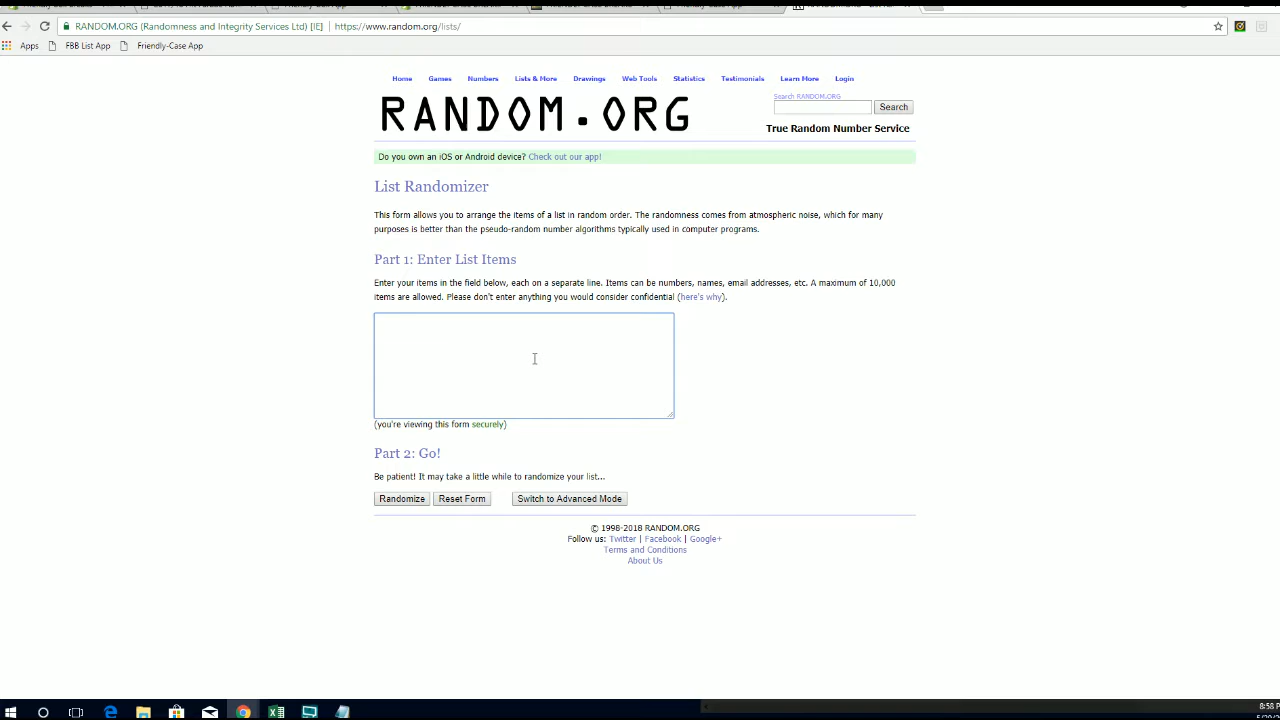 RANDOM.ORG (Randomness and Integrity Services Ltd) [IE] | https://www.random.org/lists/
Apps FBB List App Friendly-Case App
Home Games Numbers Lists & More Drawings Web Tools Statistics Testimonials Learn More Login
RANDOM.ORG
Search RANDOM.ORG
Search
True Random Number Service
Do you own an iOS or Android device? Check out our app!
List Randomizer
This form allows you to arrange the items of a list in random order. The randomness comes from atmospheric noise, which for many
purposes is better than the pseudo-random number algorithms typically used in computer programs.
Part 1: Enter List Items
Enter your items in the field below, each on a separate line. Items can be numbers, names, email addresses, etc. A maximum of 10,000
items are allowed. Please don't enter anything you would consider confidential (here's why).
(you're viewing this form securely)
Part 2: Go!
Be patient! It may take a little while to randomize your list...
Randomize Reset Form Switch to Advanced Mode
© 1998-2018 RANDOM.ORG
Follow us: Twitter | Facebook | Google+
Terms and Conditions
About Us
8:58